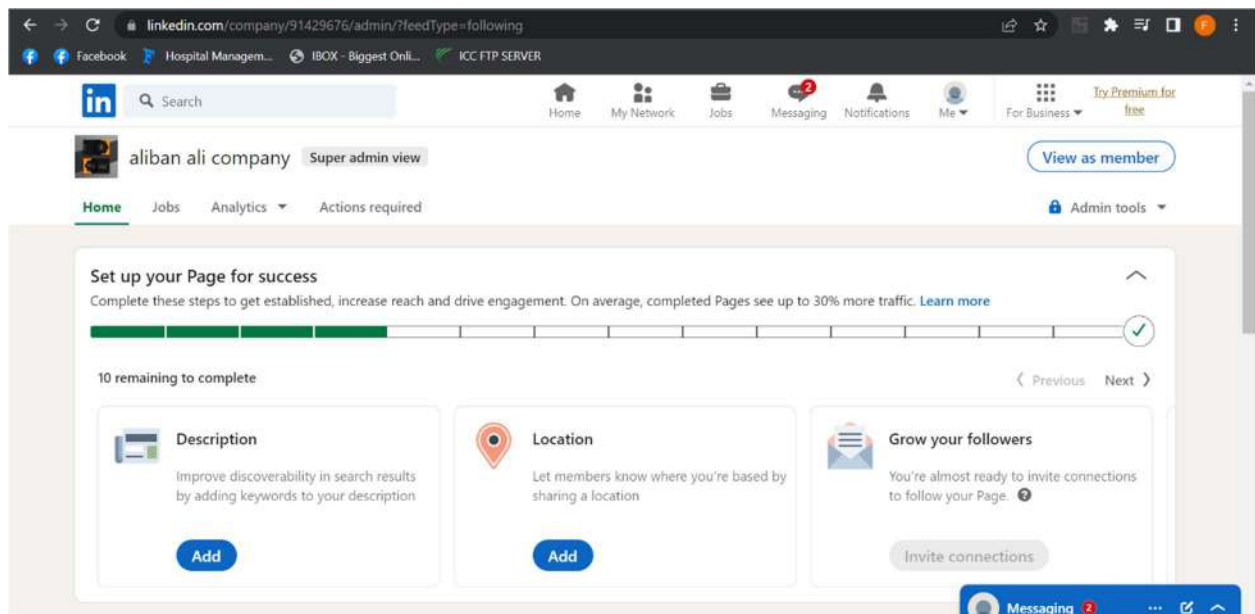 linkedin.com/company/91429676/admin/?feedType=following
F
Facebook Hospital Managem... IBOX - Biggest Onli... ICC FTP SERVER
in Search
2
Home My Network Jobs Messaging Notifications Me For Business Try Premium for free
aliban ali company Super admin view View as member
Home Jobs Analytics Actions required Admin tools
Set up your Page for success
Complete these steps to get established, increase reach and drive engagement. On average, completed Pages see up to 30% more traffic. Learn more
10 remaining to complete Previous Next
Description
Improve discoverability in search results
by adding keywords to your description
Add
Location
Let members know where you're based by
sharing a location
Add
Grow your followers
You're almost ready to invite connections
to follow your Page. ?
Invite connections
Messaging 2 ...